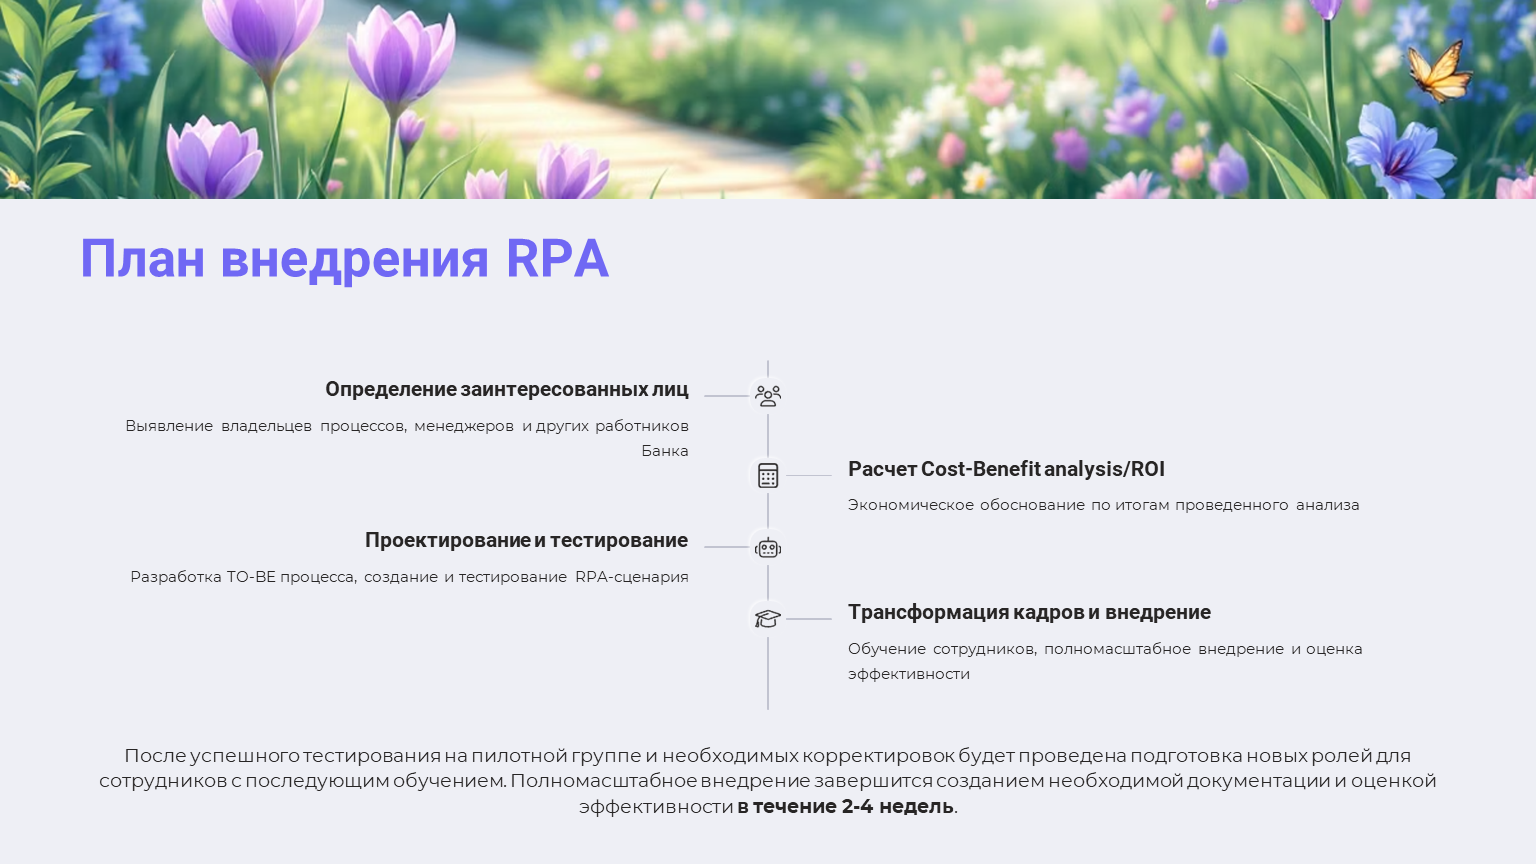 План внедрения RPA
Определение заинтересованных лиц
Выявление владельцев процессов, менеджеров и других работников
Банка
Расчет Cost-Benefit analysis/ROI
Экономическое обоснование по итогам проведенного анализа
Проектирование и тестирование
Разработка TO-BE процесса, создание и тестирование RPA-сценария
Трансформация кадров и внедрение
Обучение сотрудников, полномасштабное внедрение и оценка
эффективности
После успешного тестирования на пилотной группе и необходимых корректировок будет проведена подготовка новых ролей для
сотрудников с последующим обучением. Полномасштабное внедрение завершится созданием необходимой документации и оценкой
эффективности в течение 2-4 недель.